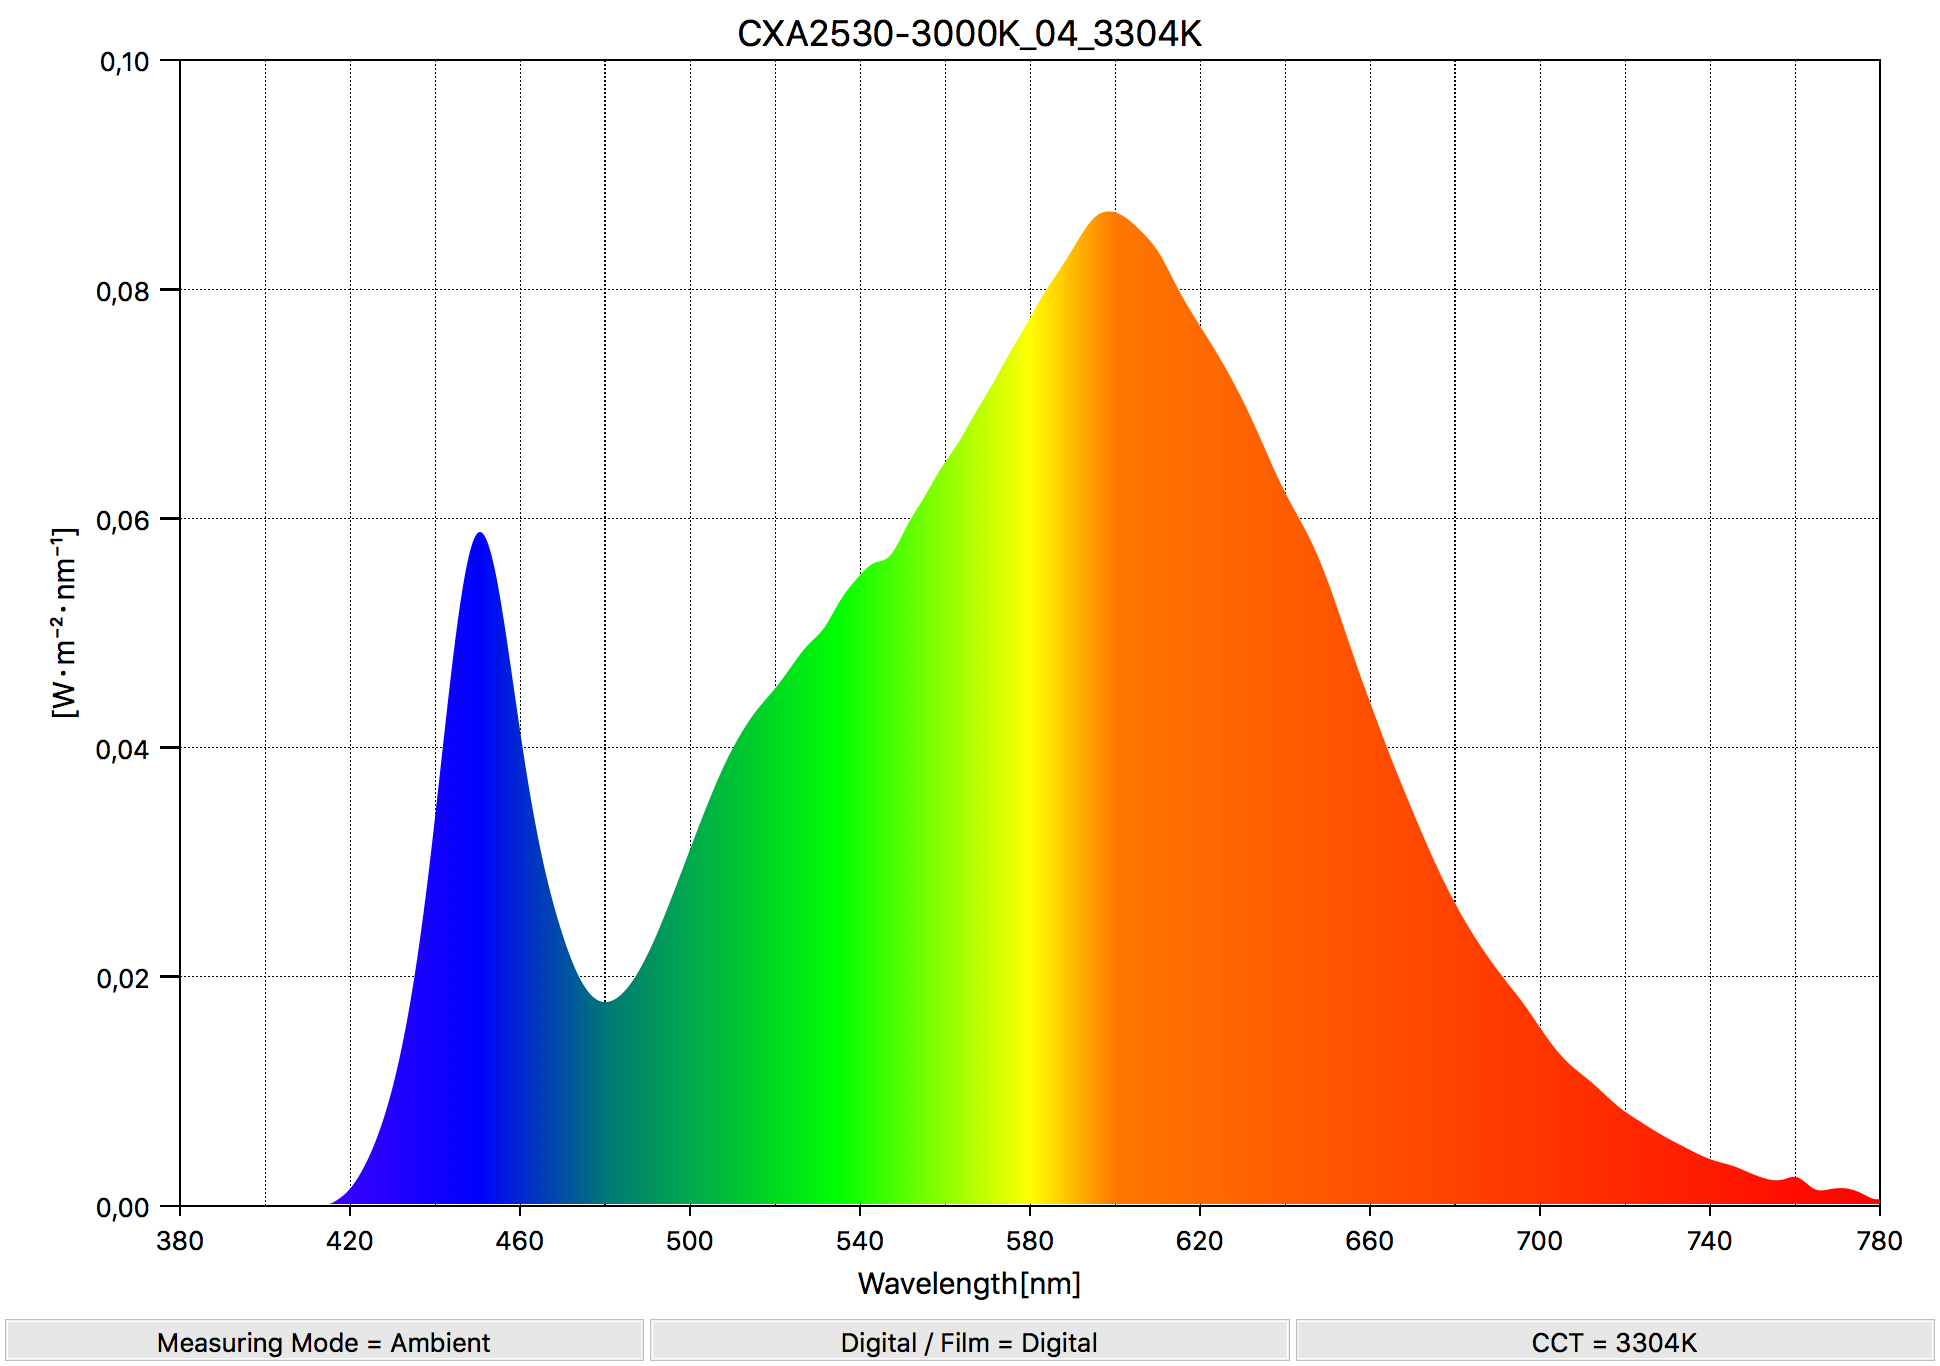 CXA2530-3000K_04_3304K
0,10
0,08
0,06
0,04
0,02
0,00
[W·m⁻²·nm⁻¹]
380 420 460 500 540 580 620 660 700 740 780
Wavelength[nm]
Measuring Mode = Ambient
Digital / Film = Digital
CCT = 3304K